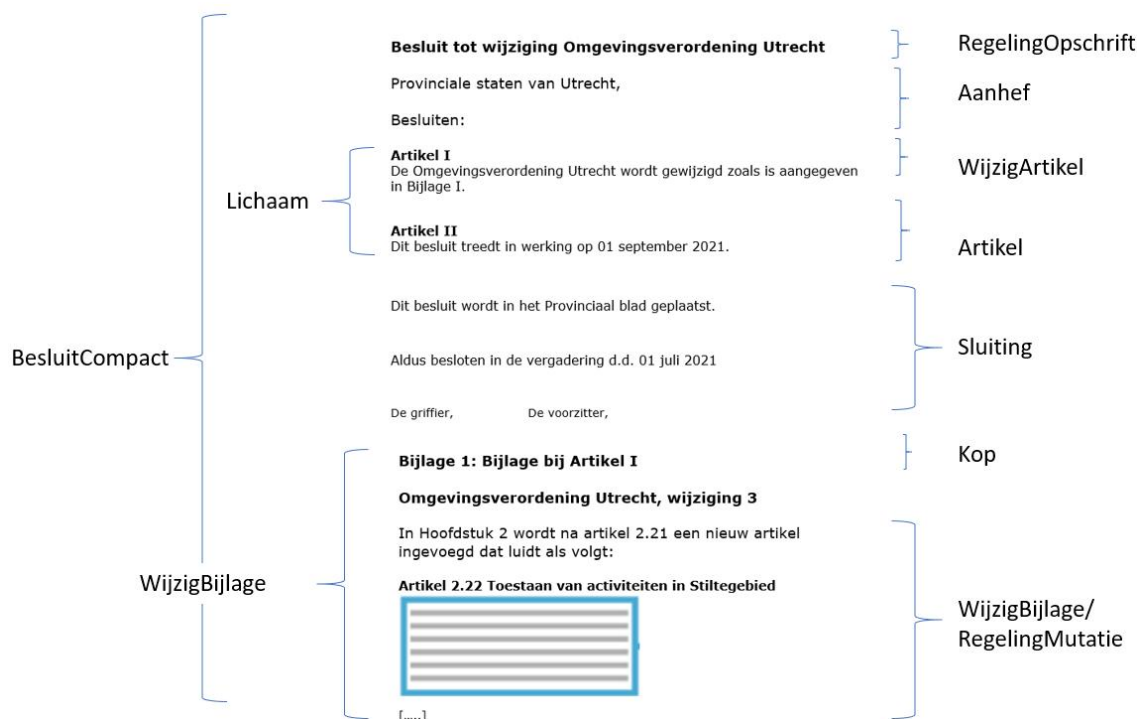 Besluit tot wijziging Omgevingsverordening Utrecht
RegelingOpschrift
Provinciale staten van Utrecht,
Aanhef
Besluiten:
Artikel I
De Omgevingsverordening Utrecht wordt gewijzigd zoals is aangegeven
in Bijlage I.
WijzigArtikel
Lichaam
Artikel II
Dit besluit treedt in werking op 01 september 2021.
Artikel
Dit besluit wordt in het Provinciaal blad geplaatst.
BesluitCompact
Aldus besloten in de vergadering d.d. 01 juli 2021
Sluiting
De griffier, De voorzitter,
Bijlage 1: Bijlage bij Artikel I
Kop
Omgevingsverordening Utrecht, wijziging 3
In Hoofdstuk 2 wordt na artikel 2.21 een nieuw artikel
ingevoegd dat luidt als volgt:
WijzigBijlage
Artikel 2.22 Toestaan van activiteiten in Stiltegebied
WijzigBijlage/
RegelingMutatie
[.....]